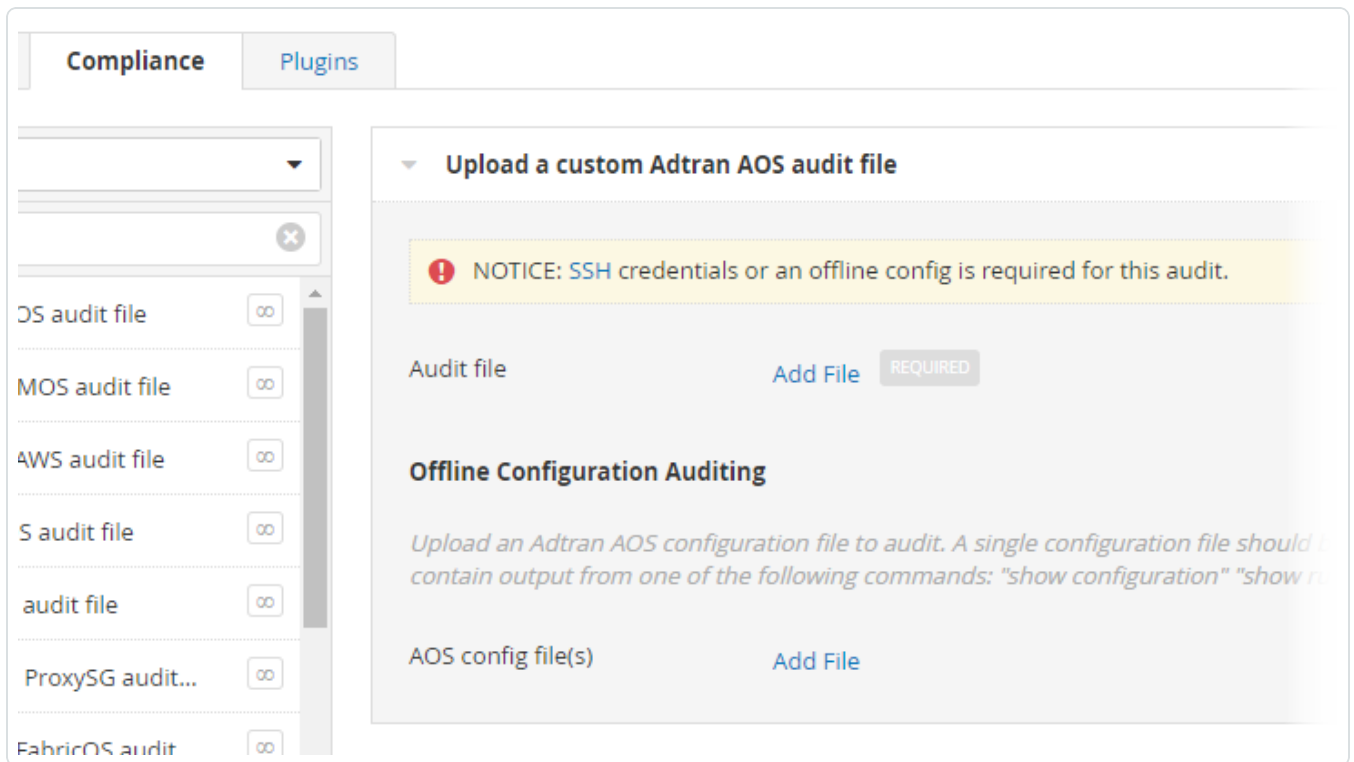 Compliance
Plugins
Upload a custom Adtran AOS audit file
NOTICE: SSH credentials or an offline config is required for this audit.
OS audit file
MOS audit file
AWS audit file
S audit file
audit file
ProxySG audit...
FabricOS audit
Audit file
Add File
REQUIRED
Offline Configuration Auditing
Upload an Adtran AOS configuration file to audit. A single configuration file should
contain output from one of the following commands: "show configuration" "show
AOS config file(s)
Add File